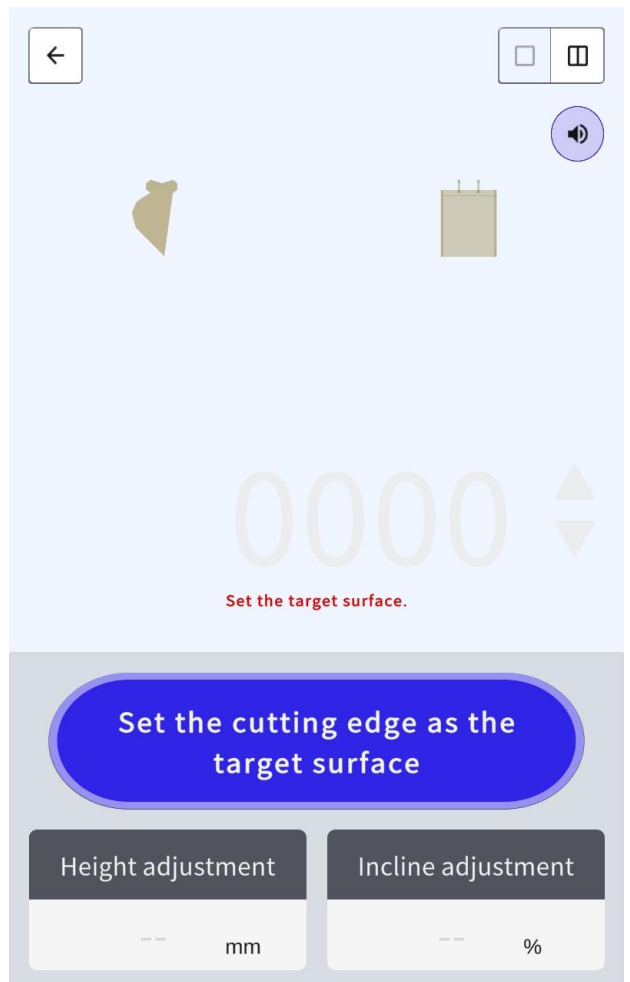 0000
Set the target surface.
Set the cutting edge as the
target surface
Height adjustment
Incline adjustment
-- mm
-- %